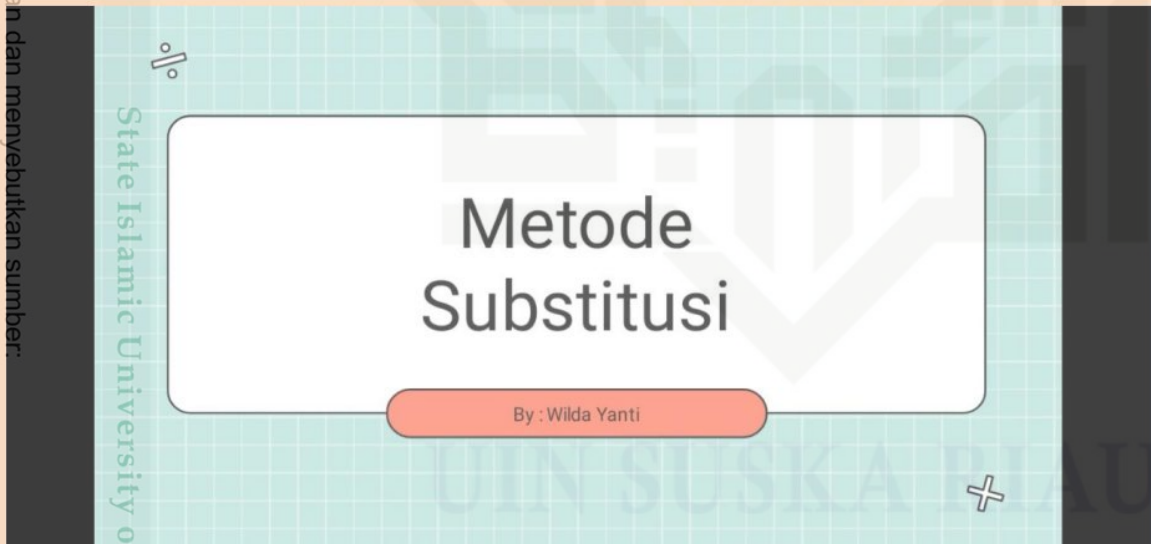 n dan menyebutkan sumber:
State Islamic University o
Metode
Substitusi
By : Wilda Yanti
UIN SUSKA RIAU